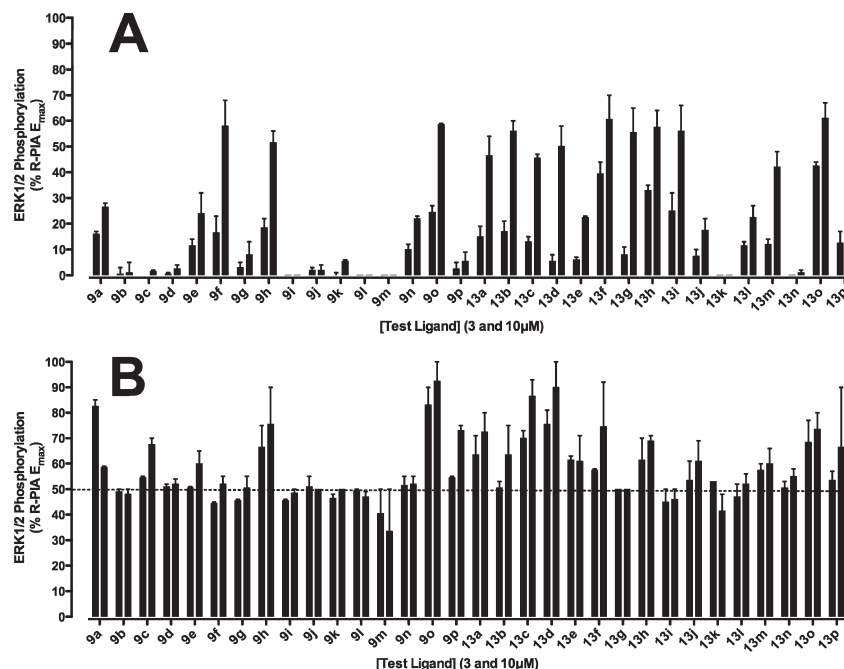 A
ERK1/2 Phosphorylation
(% R-PIA Emax)
100
90
80
70
60
50
40
30
20
10
0
9a 9b 9c 9d 9e 9f 9g 9h 9i 9j 9k 9l 9m 9n 9o 9p 13a 13b 13c 13d 13e 13f 13g 13h 13i 13j 13k 13l 13m 13n 13o 13p
[Test Ligand] (3 and 10µM)
B
ERK1/2 Phosphorylation
(% R-PIA Emax)
100
90
80
70
60
50
40
30
20
10
0
9a 9b 9c 9d 9e 9f 9g 9h 9i 9j 9k 9l 9m 9n 9o 9p 13a 13b 13c 13d 13e 13f 13g 13h 13i 13j 13k 13l 13m 13n 13o 13p
[Test Ligand] (3 and 10µM)